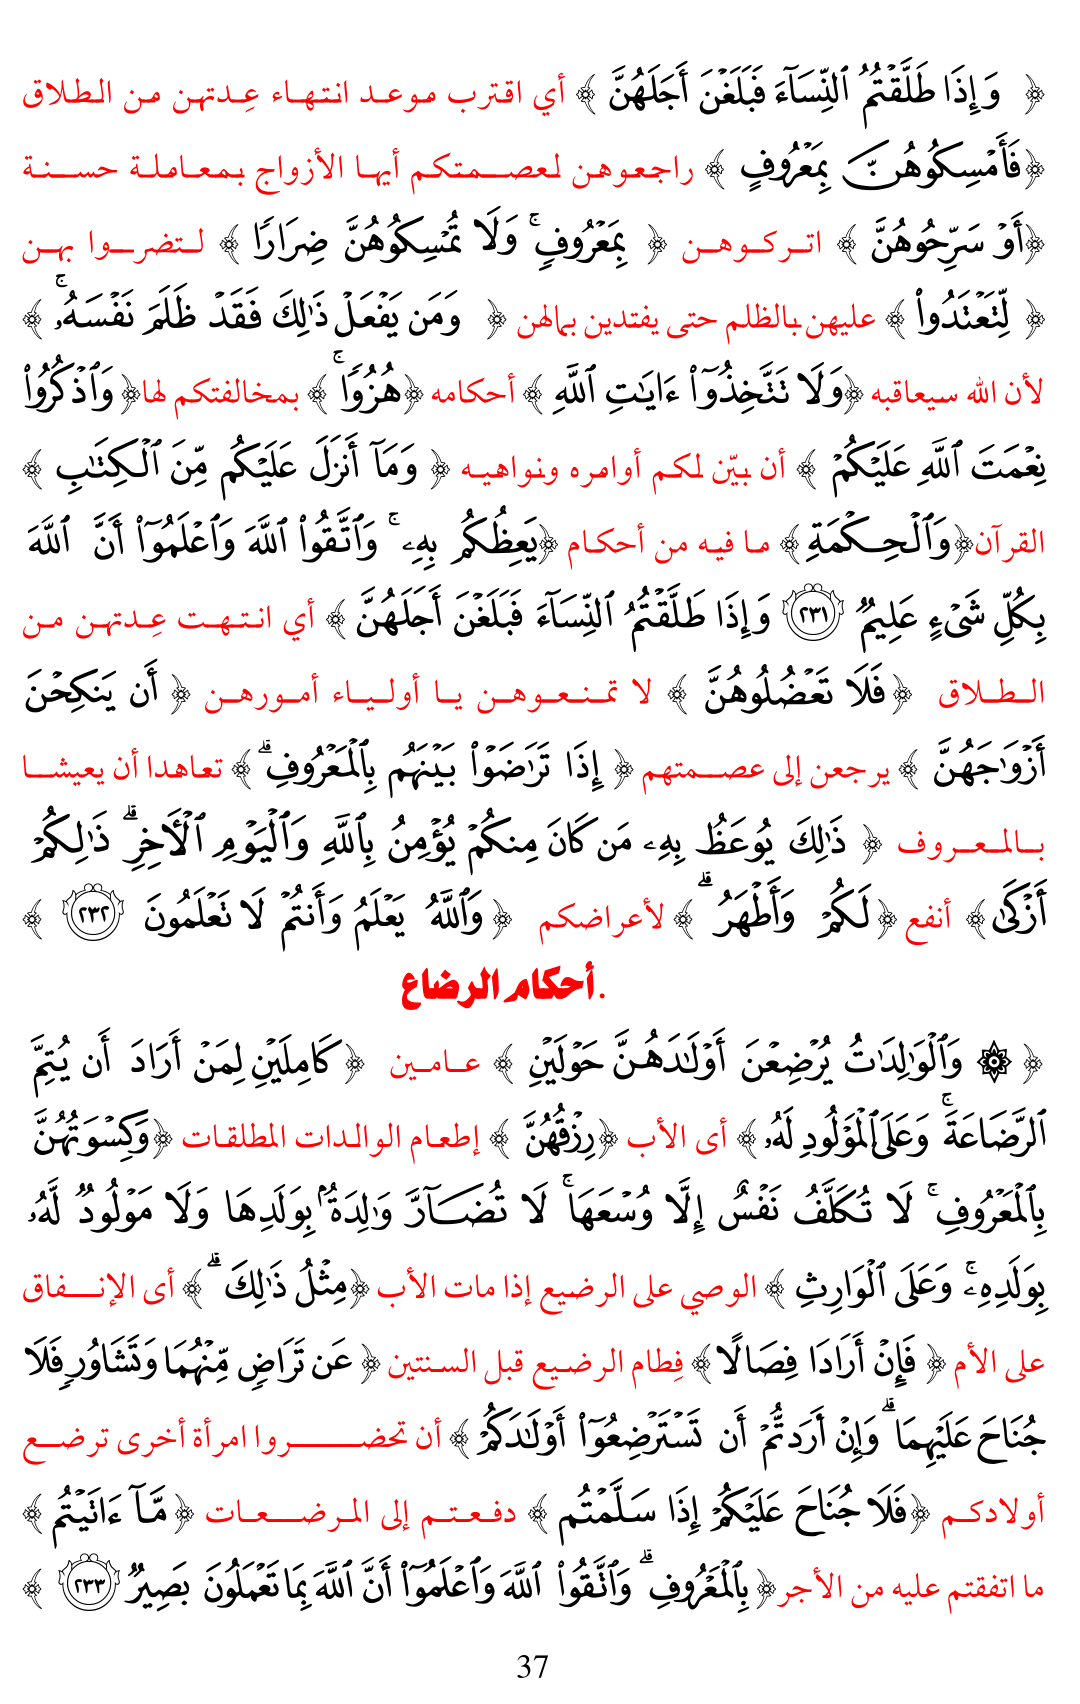 ﴿ وَإِذَا طَلَّقْتُمُ ٱلنِّسَآءَ فَبَلَغْنَ أَجَلَهُنَّ ﴾ أي اقترب موعد انتهاء عِدتهن من الطلاق
﴿فَأَمْسِكُوهُنَّ بِمَعْرُوفٍ ﴾ راجعوهن لعصمتكم أيها الأزواج بمعاملة حسنة
﴿أَوْ سَرِّحُوهُنَّ ﴾ اتركوهن ﴿ بِمَعْرُوفٍۚ وَلَا تُمْسِكُوهُنَّ ضِرَارًا ﴾ لتضروا بهن
﴿ لِّتَعْتَدُوا۟ ﴾ عليهن بالظلم حتى يفتدين بمالهن ﴿ وَمَن يَفْعَلْ ذَٰلِكَ فَقَدْ ظَلَمَ نَفْسَهُۥۚ ﴾
لأن الله سيعاقبه ﴿وَلَا تَتَّخِذُوٓا۟ ءَايَٰتِ ٱللَّهِ ﴾ أحكامه ﴿هُزُوًاۚ ﴾ بمخالفتكم لها﴿ وَٱذْكُرُوا۟
نِعْمَتَ ٱللَّهِ عَلَيْكُمْ ﴾ أن بيّن لكم أوامره ونواهيه ﴿ وَمَآ أَنزَلَ عَلَيْكُم مِّنَ ٱلْكِتَٰبِ ﴾
القرآن﴿وَٱلْحِكْمَةِ﴾ ما فيه من أحكام ﴿يَعِظُكُم بِهِۦۚ وَٱتَّقُوا۟ ٱللَّهَ وَٱعْلَمُوٓا۟ أَنَّ ٱللَّهَ
بِكُلِّ شَىْءٍ عَلِيمٌ ٢٣١ وَإِذَا طَلَّقْتُمُ ٱلنِّسَآءَ فَبَلَغْنَ أَجَلَهُنَّ ﴾ أي انتهت عِدتهن من
الطلاق ﴿فَلَا تَعْضُلُوهُنَّ ﴾ لا تمنعوهن يا أولياء أمورهن ﴿ أَن يَنكِحْنَ
أَزْوَٰجَهُنَّ ﴾ يرجعن إلى عصمتهم ﴿ إِذَا تَرَٰضَوْا۟ بَيْنَهُم بِٱلْمَعْرُوفِۗ ﴾ تعاهدا أن يعيشا
بالمعروف ﴿ ذَٰلِكَ يُوعَظُ بِهِۦ مَن كَانَ مِنكُمْ يُؤْمِنُ بِٱللَّهِ وَٱلْيَوْمِ ٱلْءَاخِرِۗ ذَٰلِكُمْ
أَزْكَىٰ﴾ أنفع ﴿لَكُمْ وَأَطْهَرُۗ ﴾ لأعراضكم ﴿ وَٱللَّهُ يَعْلَمُ وَأَنتُمْ لَا تَعْلَمُونَ ٢٣٢ ﴾
.أحكام الرضاع
﴿ ۞ وَٱلْوَٰلِدَٰتُ يُرْضِعْنَ أَوْلَٰدَهُنَّ حَوْلَيْنِ ﴾ عامين ﴿كَامِلَيْنِ لِمَنْ أَرَادَ أَن يُتِمَّ
ٱلرَّضَاعَةَۚ وَعَلَى ٱلْمَوْلُودِ لَهُۥ ﴾ أى الأب ﴿رِزْقُهُنَّ ﴾ إطعام الوالدات المطلقات ﴿وَكِسْوَتُهُنَّ
بِٱلْمَعْرُوفِۚ لَا تُكَلَّفُ نَفْسٌ إِلَّا وُسْعَهَاۚ لَا تُضَآرَّ وَٰلِدَةٌۢ بِوَلَدِهَا وَلَا مَوْلُودٌ لَّهُۥ
بِوَلَدِهِۦۚ وَعَلَى ٱلْوَارِثِ ﴾ الوصي على الرضيع إذا مات الأب ﴿مِثْلُ ذَٰلِكَۗ ﴾ أى الإنفاق
على الأم ﴿ فَإِنْ أَرَادَا فِصَالًا﴾ فِطام الرضيع قبل السنتين ﴿ عَن تَرَاضٍ مِّنْهُمَا وَتَشَاوُرٍ فَلَا
جُنَاحَ عَلَيْهِمَاۗ وَإِنْ أَرَدتُّمْ أَن تَسْتَرْضِعُوٓا۟ أَوْلَٰدَكُمْ ﴾ أن تحضروا امرأة أخرى ترضع
أولادكم ﴿فَلَا جُنَاحَ عَلَيْكُمْ إِذَا سَلَّمْتُم ﴾ دفعتم إلى المرضعات ﴿ مَّآ ءَاتَيْتُم ﴾
ما اتفقتم عليه من الأجر﴿ بِٱلْمَعْرُوفِۗ وَٱتَّقُوا۟ ٱللَّهَ وَٱعْلَمُوٓا۟ أَنَّ ٱللَّهَ بِمَا تَعْمَلُونَ بَصِيرٌ ٢٣٣ ﴾
37